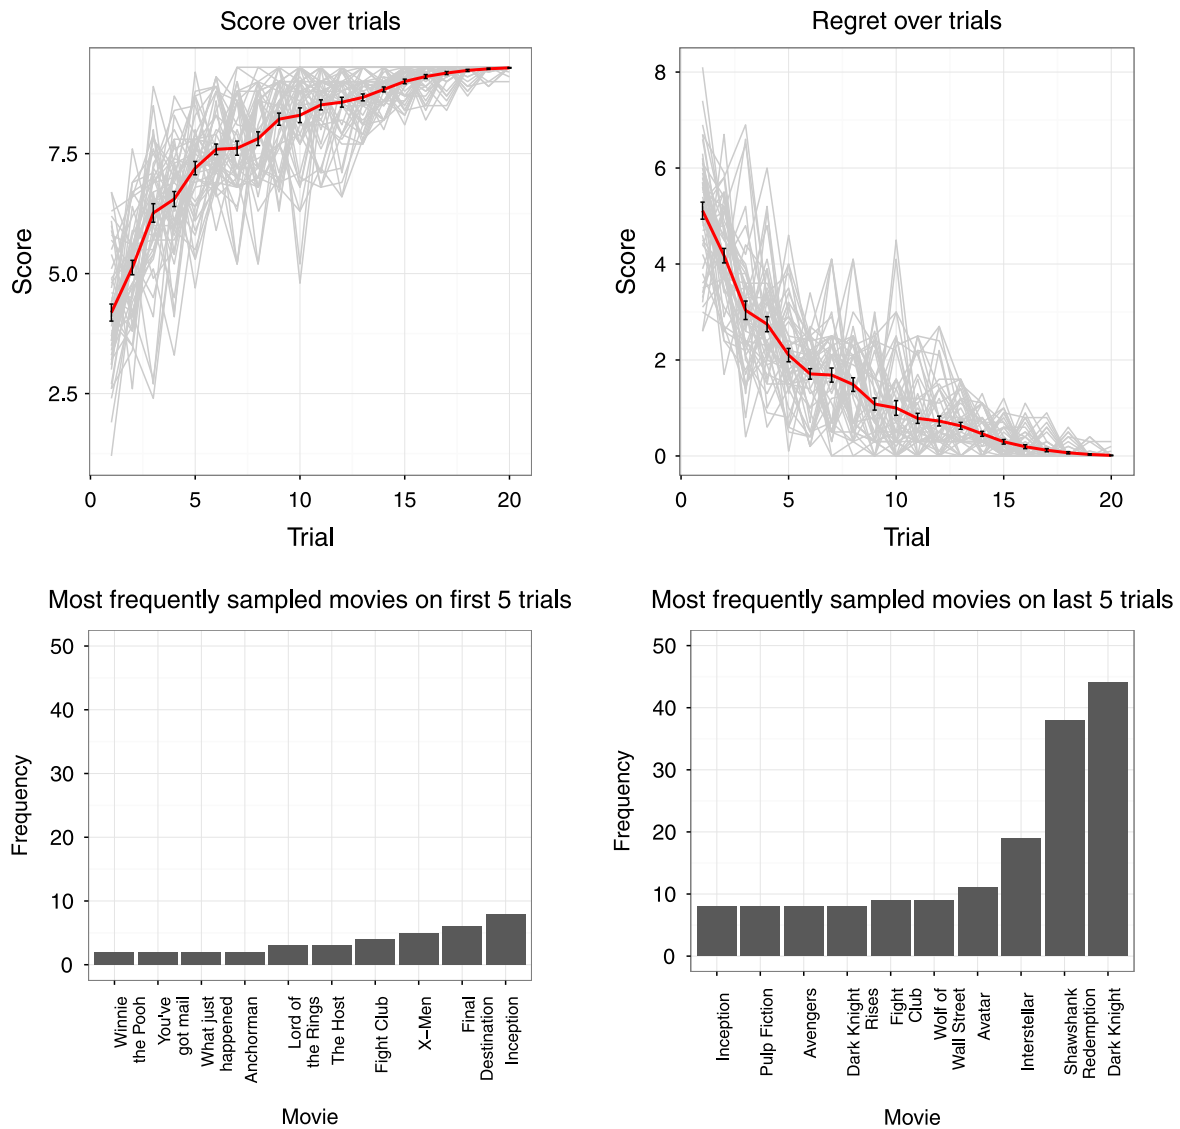 Score over trials
Score
7.5
5.0
2.5
0
5
10
15
20
Trial
Regret over trials
Score
8
6
4
2
0
0
5
10
15
20
Trial
Most frequently sampled movies on first 5 trials
Frequency
50
40
30
20
10
0
Winnie
the Pooh
You've
got mail
What just
happened
Anchorman
Lord of
the Rings
The Host
Fight Club
X−Men
Final
Destination
Inception
Movie
Most frequently sampled movies on last 5 trials
Frequency
50
40
30
20
10
0
Inception
Pulp Fiction
Avengers
Dark Knight
Rises
Fight
Club
Wolf of
Wall Street
Avatar
Interstellar
Shawshank
Redemption
Dark Knight
Movie